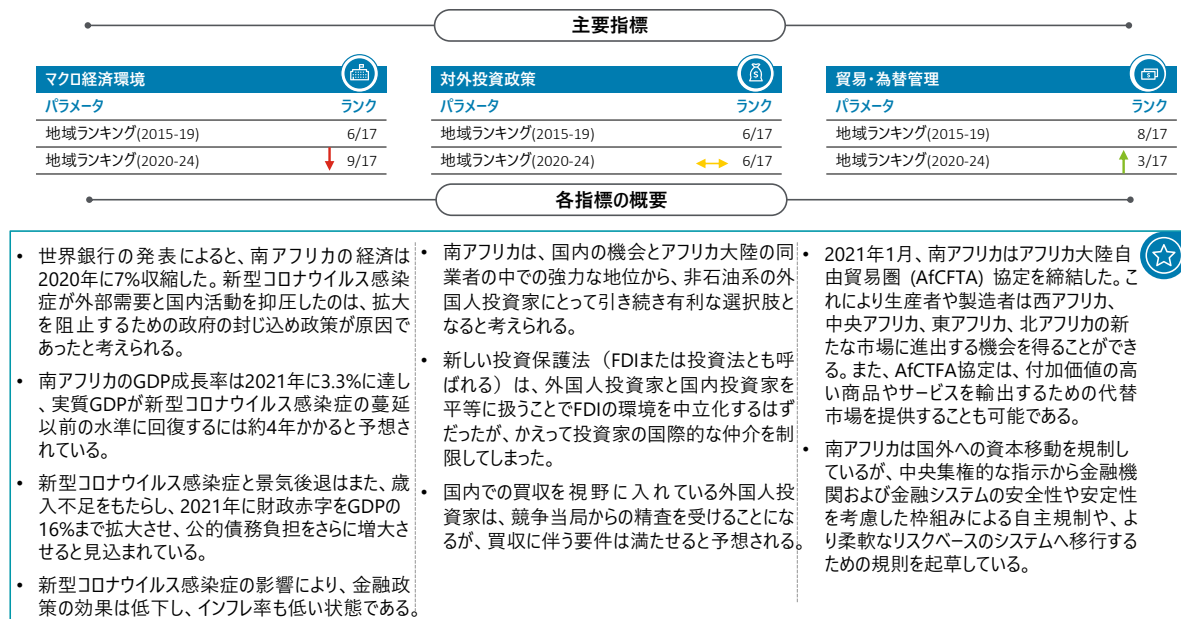 主要指標
マクロ経済環境
パラメータ ランク
地域ランキング(2015-19) 6/17
地域ランキング(2020-24) 9/17
対外投資政策
パラメータ ランク
地域ランキング(2015-19) 6/17
地域ランキング(2020-24) 6/17
貿易・為替管理
パラメータ ランク
地域ランキング(2015-19) 8/17
地域ランキング(2020-24) 3/17
各指標の概要
• 世界銀行の発表によると、南アフリカの経済は
2020年に7%収縮した。新型コロナウイルス感染
症が外部需要と国内活動を抑圧したのは、拡大
を阻止するための政府の封じ込め政策が原因で
あったと考えられる。
• 南アフリカのGDP成長率は2021年に3.3%に達し
、実質GDPが新型コロナウイルス感染症の蔓延
以前の水準に回復するには約4年かかると予想さ
れている。
• 新型コロナウイルス感染症と景気後退はまた、歳
入不足をもたらし、2021年に財政赤字をGDPの
16%まで拡大させ、公的債務負担をさらに増大さ
せると見込まれている。
• 新型コロナウイルス感染症の影響により、金融政
策の効果は低下し、インフレ率も低い状態である。
• 南アフリカは、国内の機会とアフリカ大陸の同
業者の中での強力な地位から、非石油系の外
国人投資家にとって引き続き有利な選択肢と
なると考えられる。
• 新しい投資保護法（FDIまたは投資法とも呼
ばれる）は、外国人投資家と国内投資家を
平等に扱うことでFDIの環境を中立化するはず
だったが、かえって投資家の国際的な仲介を制
限してしまった。
• 国内での買収を視野に入れている外国人投
資家は、競争当局からの精査を受けることにな
るが、買収に伴う要件は満たせると予想される。
• 2021年1月、南アフリカはアフリカ大陸自
由貿易圏 (AfCFTA) 協定を締結した。こ
れにより生産者や製造者は西アフリカ、
中央アフリカ、東アフリカ、北アフリカの新
たな市場に進出する機会を得ることができ
る。また、AfCTFA協定は、付加価値の高
い商品やサービスを輸出するための代替
市場を提供することも可能である。
• 南アフリカは国外への資本移動を規制し
ているが、中央集権的な指示から金融機
関および金融システムの安全性や安定性
を考慮した枠組みによる自主規制や、よ
り柔軟なリスクベースのシステムへ移行する
ための規則を起草している。